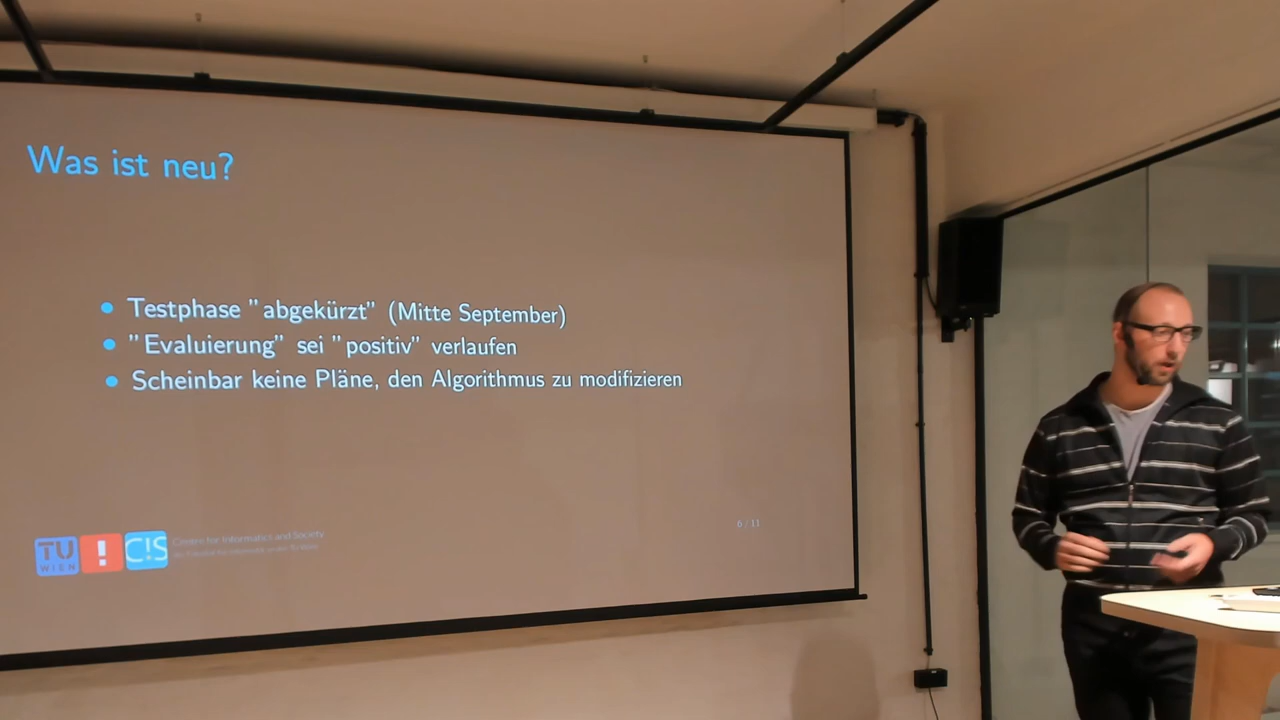 Was ist neu?
Testphase "abgekürzt" (Mitte September)
"Evaluierung" sei "positiv" verlaufen
Scheinbar keine Pläne, den Algorithmus zu modifizieren
6 / 11
TU
WIEN
!
C!S
Centre for Informatics and Society